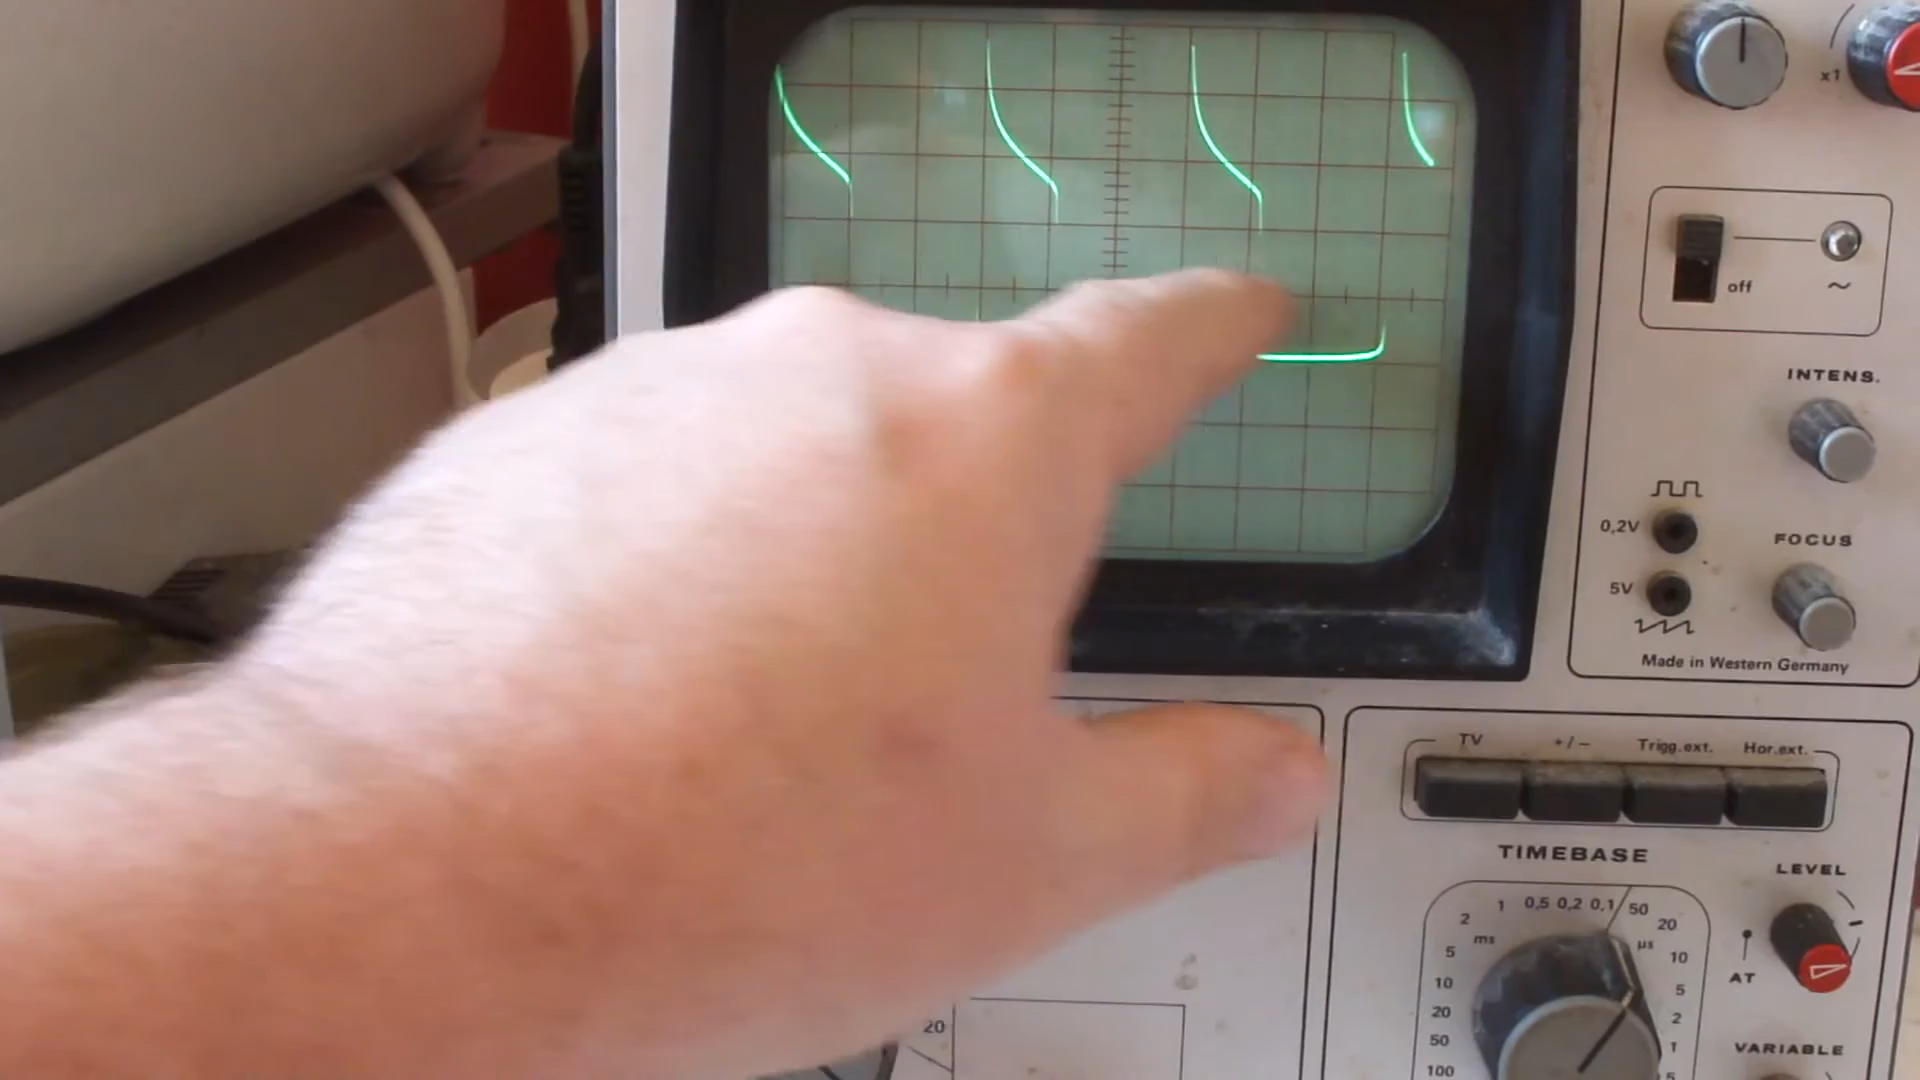 x1
off
~
INTENS.
0,2V
FOCUS
5V
Made in Western Germany
TV +/− Trigg.ext. Hor.ext.
TIMEBASE
LEVEL
2 1 0,5 0,2 0,1 50 20
ms µs
5 10
AT
10 5
20 2
50 1
VARIABLE
100 ,5
20